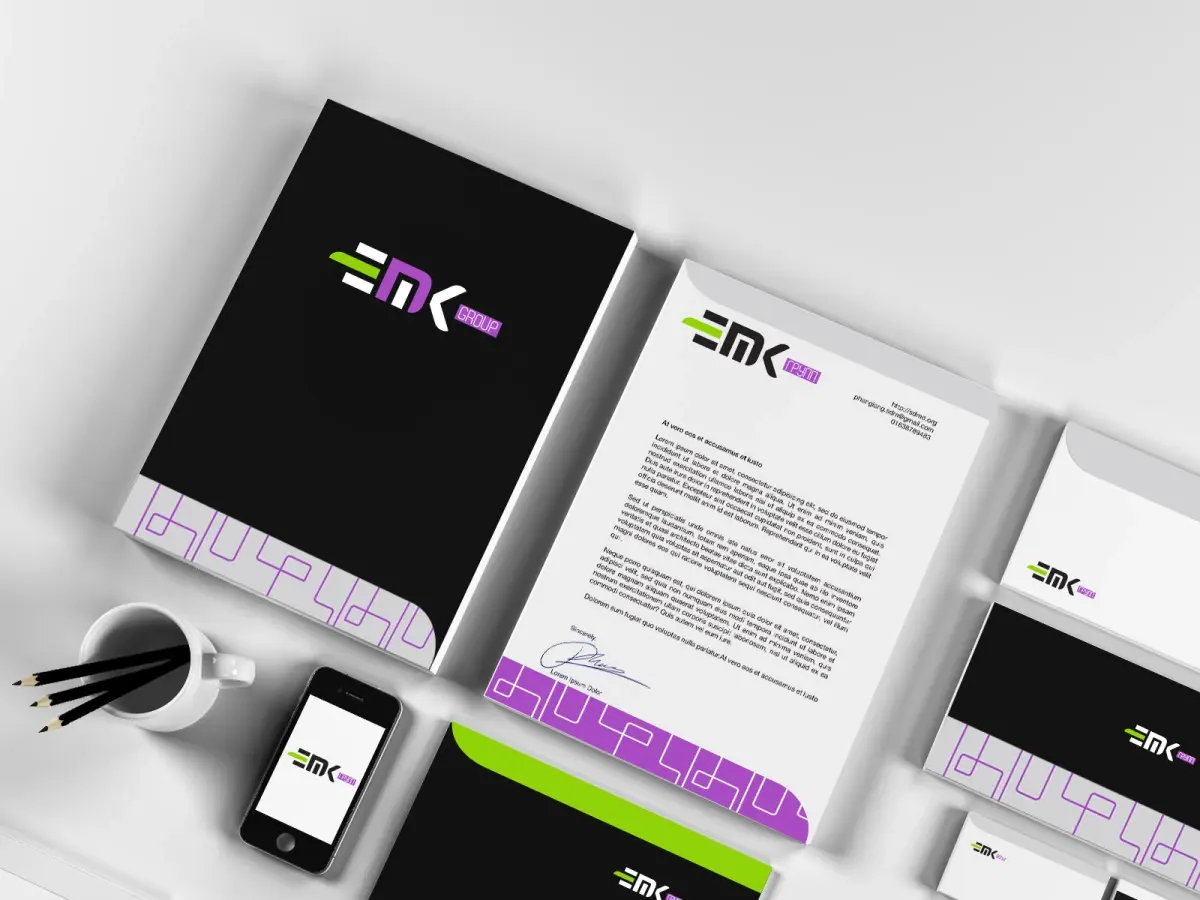 EMK GROUP
EMK ГРУПП
http://sdmd.org
01638789483
At vero eos et accusamus et iusto
Lorem ipsum dolor sit amet, consectetur adipisicing elit, sed do eiusmod tempor
incididunt ut labore et dolore magna aliqua. Ut enim ad minim veniam, quis
nostrud exercitation ullamco laboris nisi ut aliquip ex ea commodo consequat.
Duis aute irure dolor in reprehenderit in voluptate velit esse cillum dolore eu fugiat
nulla pariatur. Excepteur sint occaecat cupidatat non proident, sunt in culpa qui
officia deserunt mollit anim id est laborum. Reprehenderit qui in ea voluptate velit
esse quam.
Sed ut perspiciatis unde omnis iste natus error sit voluptatem accusantium
doloremque laudantium, totam rem aperiam, eaque ipsa quae ab illo inventore
veritatis et quasi architecto beatae vitae dicta sunt explicabo. Nemo enim ipsam
voluptatem quia voluptas sit aspernatur aut odit aut fugit, sed quia consequuntur
magni dolores eos qui ratione voluptatem sequi nesciunt consequatur, vel illum
qui.
Neque porro quisquam est, qui dolorem ipsum quia dolor sit amet, consectetur,
adipisci velit, sed quia non numquam eius modi tempora incidunt ut labore et
dolore magnam aliquam quaerat voluptatem. Ut enim ad minima veniam, quis
nostrum exercitationem ullam corporis suscipit laboriosam, nisi ut aliquid ex ea
commodi consequatur? Quis autem vel eum iure.
Dolorem eum fugiat quo voluptas nulla pariatur.At vero eos et accusamus et iusto
Sincerely,
Lorem Ipsum Dolor
EMK ГРУПП
EMK
EMK ГРУПП
EMK ГРУПП
EMK